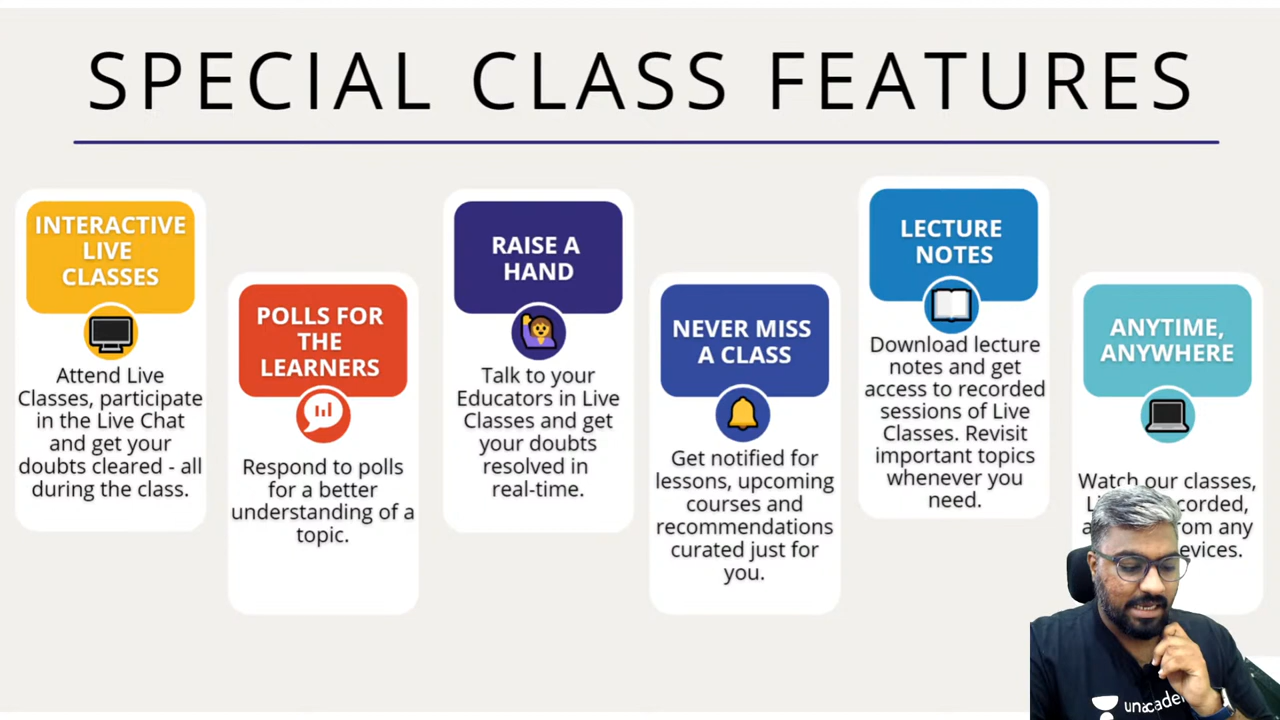 SPECIAL CLASS FEATURES
INTERACTIVE
LIVE
CLASSES
Attend Live
Classes, participate
in the Live Chat
and get your
doubts cleared - all
during the class.
POLLS FOR
THE
LEARNERS
Respond to polls
for a better
understanding of a
topic.
RAISE A
HAND
Talk to your
Educators in Live
Classes and get
your doubts
resolved in
real-time.
NEVER MISS
A CLASS
Get notified for
lessons, upcoming
courses and
recommendations
curated just for
you.
LECTURE
NOTES
Download lecture
notes and get
access to recorded
sessions of Live
Classes. Revisit
important topics
whenever you
need.
ANYTIME,
ANYWHERE
Watch our classes,
any